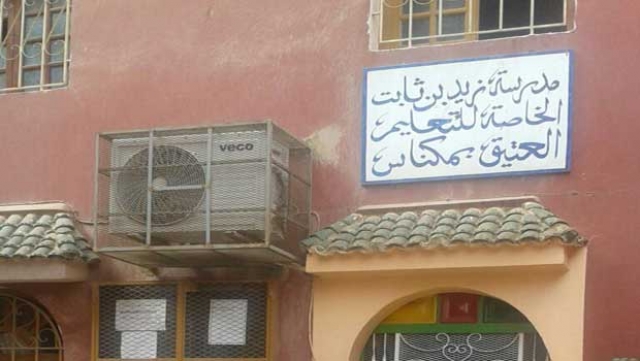 مدرسة زيد بن ثابت
الخاصة للتعليم
العتيق بمكناس
veco